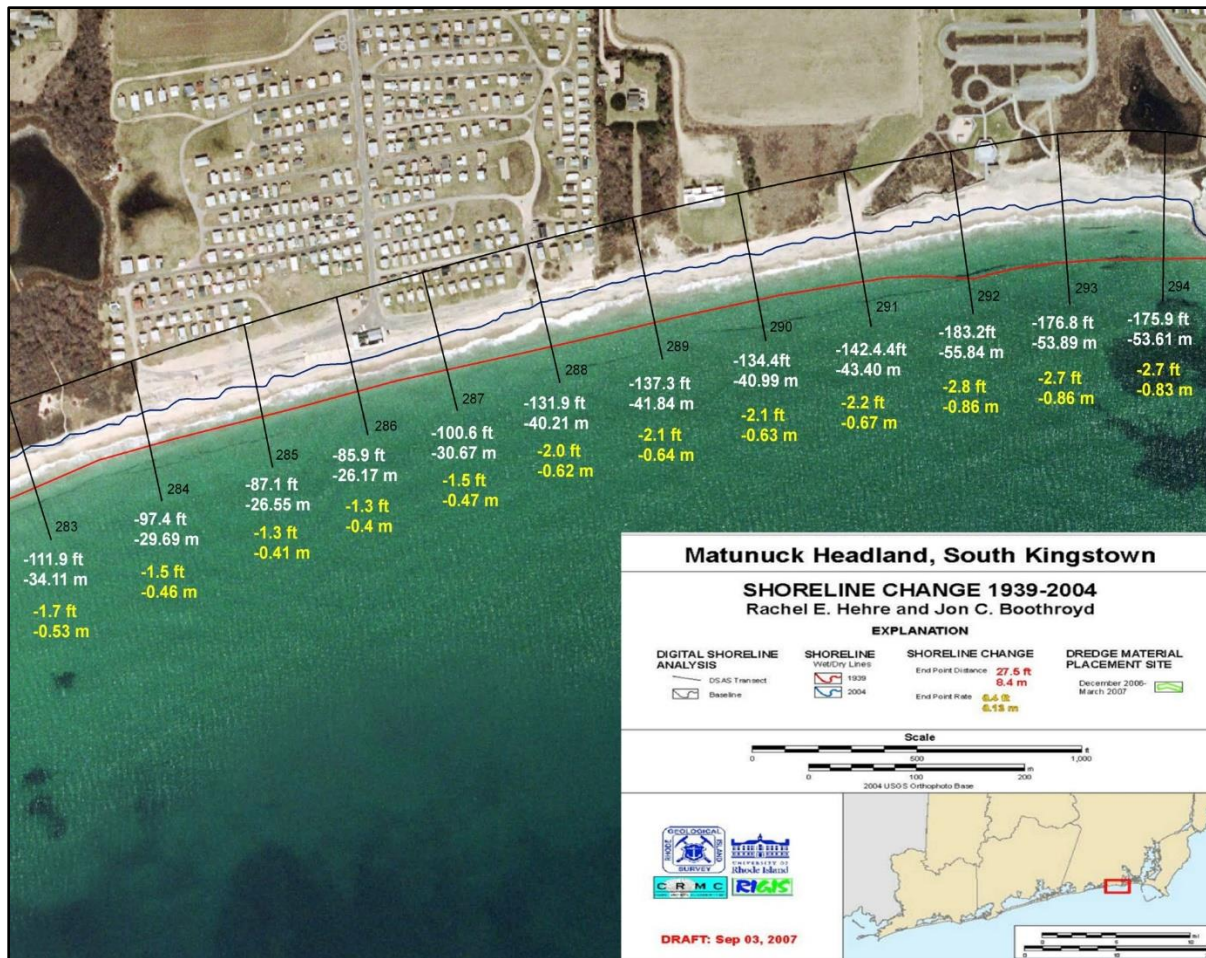 283
-111.9 ft
-34.11 m
-1.7 ft
-0.53 m
284
-97.4 ft
-29.69 m
-1.5 ft
-0.46 m
285
-87.1 ft
-26.55 m
-1.3 ft
-0.41 m
286
-85.9 ft
-26.17 m
-1.3 ft
-0.4 m
287
-100.6 ft
-30.67 m
-1.5 ft
-0.47 m
288
-131.9 ft
-40.21 m
-2.0 ft
-0.62 m
289
-137.3 ft
-41.84 m
-2.1 ft
-0.64 m
290
-134.4ft
-40.99 m
-2.1 ft
-0.63 m
291
-142.4.4ft
-43.40 m
-2.2 ft
-0.67 m
292
-183.2ft
-55.84 m
-2.8 ft
-0.86 m
293
-176.8 ft
-53.89 m
-2.7 ft
-0.86 m
294
-175.9 ft
-53.61 m
-2.7 ft
-0.83 m
Matunuck Headland, South Kingstown
SHORELINE CHANGE 1939-2004
Rachel E. Hehre and Jon C. Boothroyd
EXPLANATION
DIGITAL SHORELINE
ANALYSIS
DSAS Transect
Baseline
SHORELINE
Wet/Dry Lines
1939
2004
SHORELINE CHANGE
End Point Distance 27.5 ft
8.4 m
End Point Rate
DREDGE MATERIAL
PLACEMENT SITE
December 2006-
March 2007
Scale
0 500 1,000 ft
0 100 200 m
2004 USGS Orthophoto Base
RHODE
GEOLOGICAL
ISLAND
SURVEY
UNIVERSITY OF
Rhode Island
CRMC
RIGIS
DRAFT: Sep 03, 2007